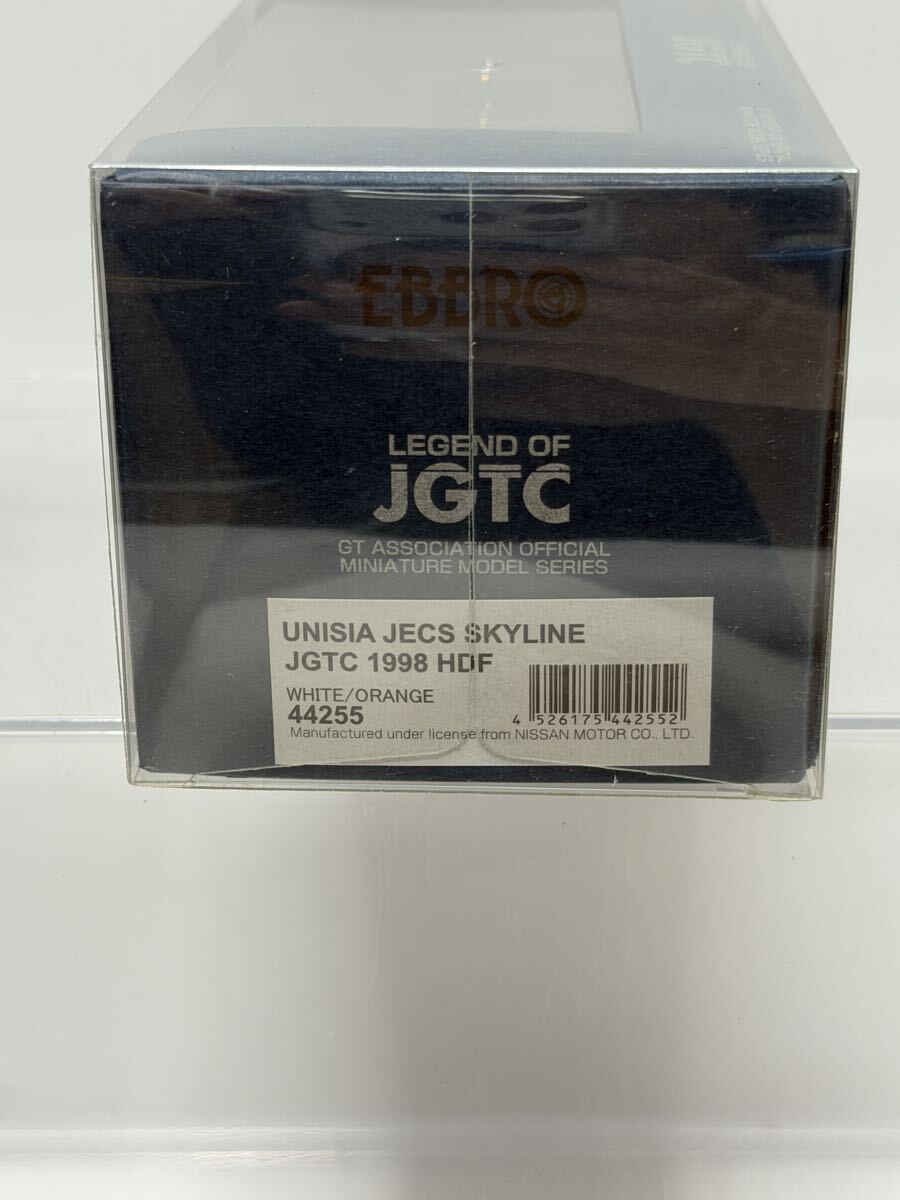 EBBRO
LEGEND OF
JGTC
GT ASSOCIATION OFFICIAL
MINIATURE MODEL SERIES
UNISIA JECS SKYLINE
JGTC 1998 HDF
WHITE/ORANGE
44255
4 526175 442552
Manufactured under license from NISSAN MOTOR CO., LTD.